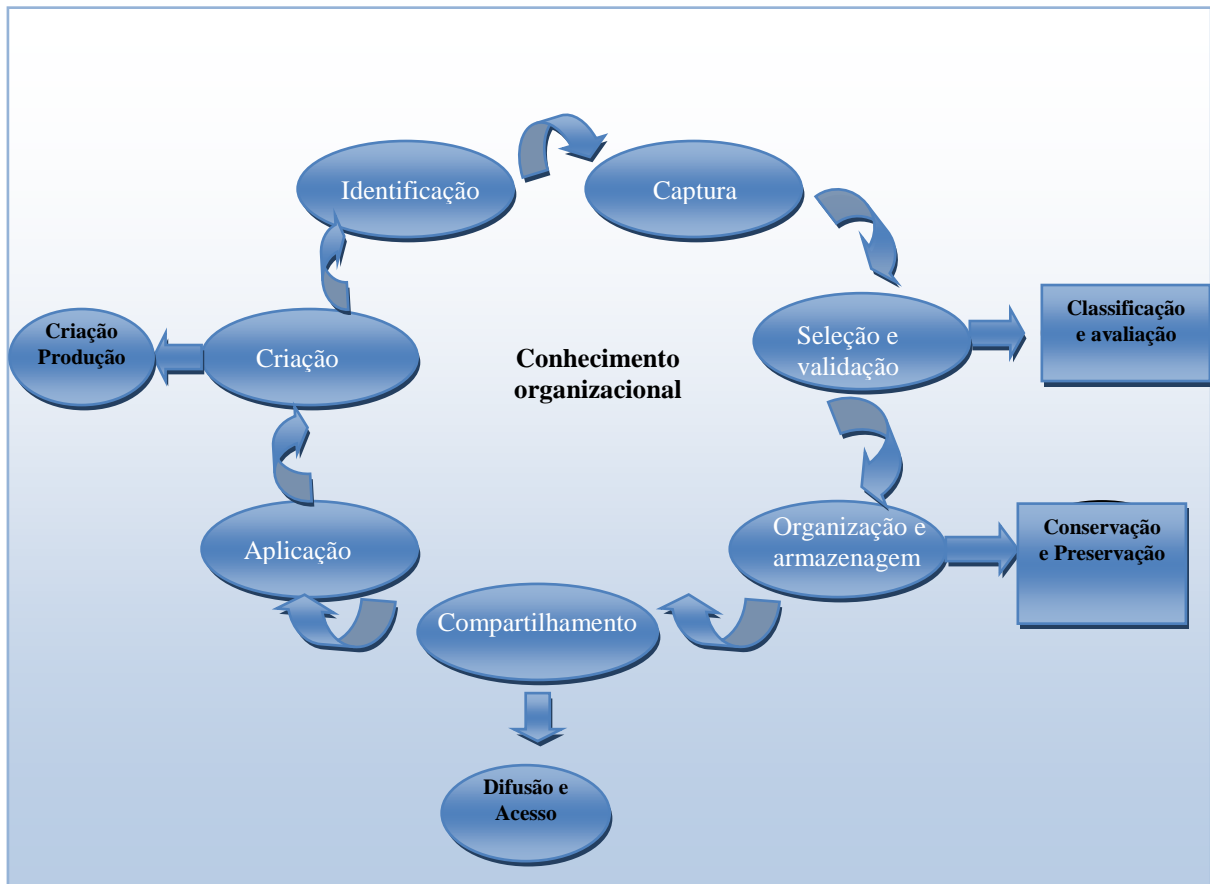 Identificação
Captura
Criação
Produção
Criação
Conhecimento
organizacional
Seleção e
validação
Classificação
e avaliação
Aplicação
Organização e
armazenagem
Conservação
e Preservação
Compartilhamento
Difusão e
Acesso